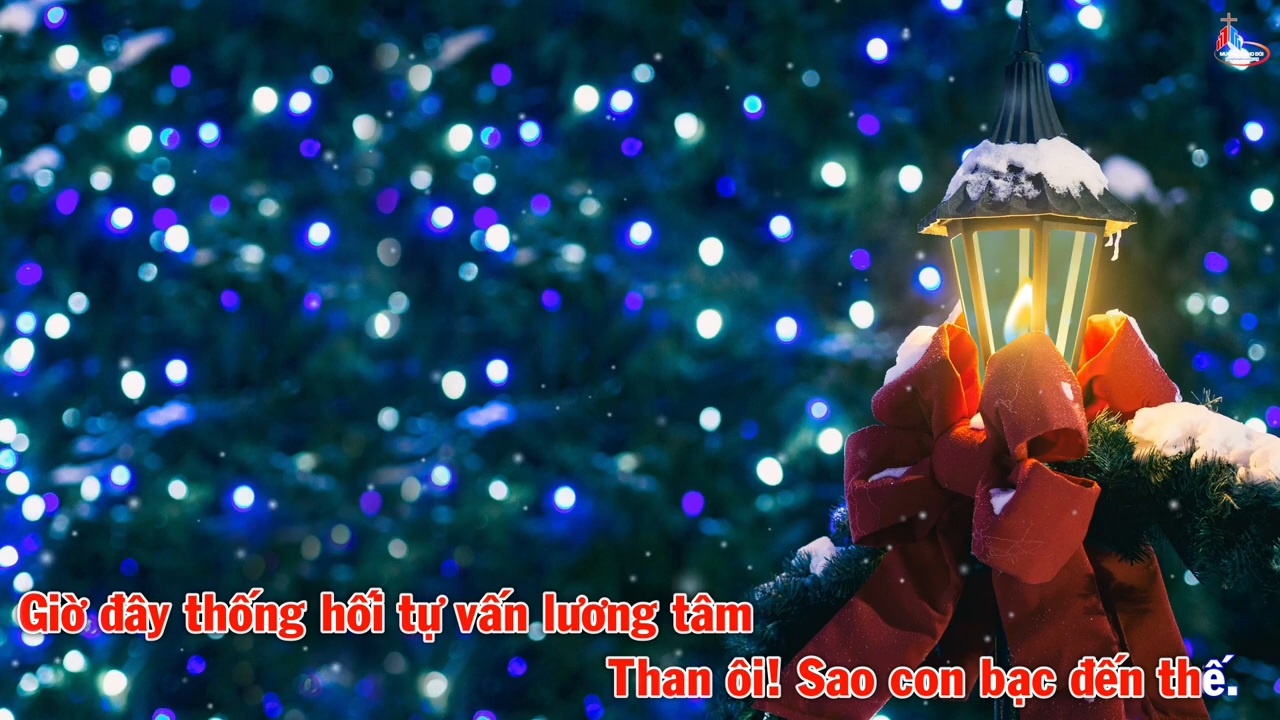 Giờ đây thống hối tự vấn lương tâm
Than ôi! Sao con bạc đến thế.